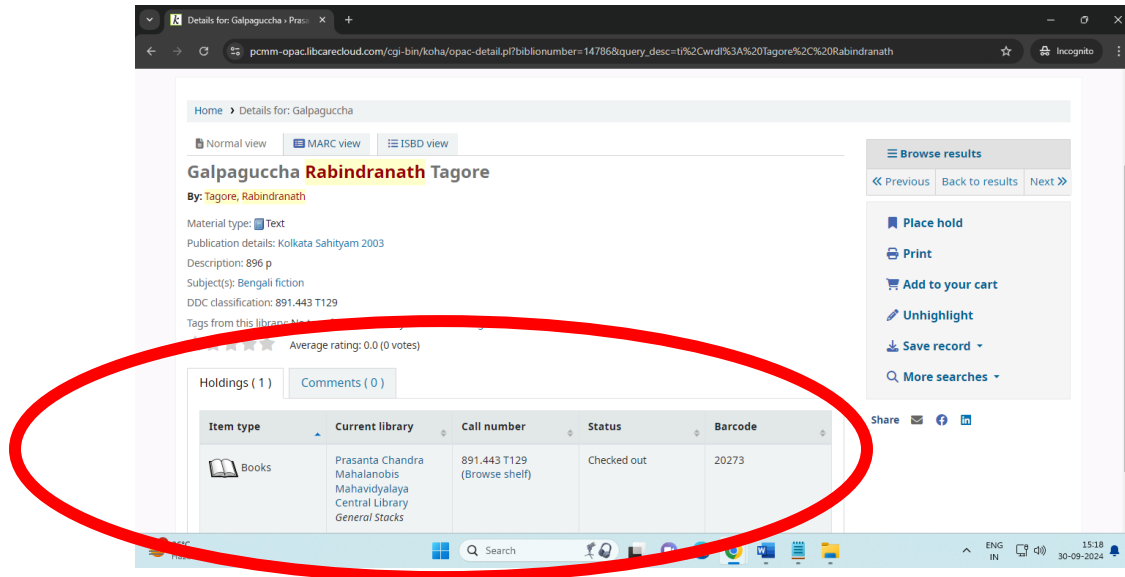 Details for: Galpaguccha › Prasa
pcmm-opac.libcarecloud.com/cgi-bin/koha/opac-detail.pl?biblionumber=14786&query_desc=ti%2Cwrdl%3A%20Tagore%2C%20Rabindranath
Incognito
Home › Details for: Galpaguccha
Normal view MARC view ISBD view
Galpaguccha Rabindranath Tagore
By: Tagore, Rabindranath
Material type: Text
Publication details: Kolkata Sahityam 2003
Description: 896 p
Subject(s): Bengali fiction
DDC classification: 891.443 T129
Tags from this library:
Average rating: 0.0 (0 votes)
Holdings ( 1 ) Comments ( 0 )
Item type Current library Call number Status Barcode
Books Prasanta Chandra Mahalanobis Mahavidyalaya Central Library General Stacks 891.443 T129 (Browse shelf) Checked out 20273
Browse results
Previous Back to results Next
Place hold
Print
Add to your cart
Unhighlight
Save record
More searches
Share
Search
ENG
IN
15:18
30-09-2024